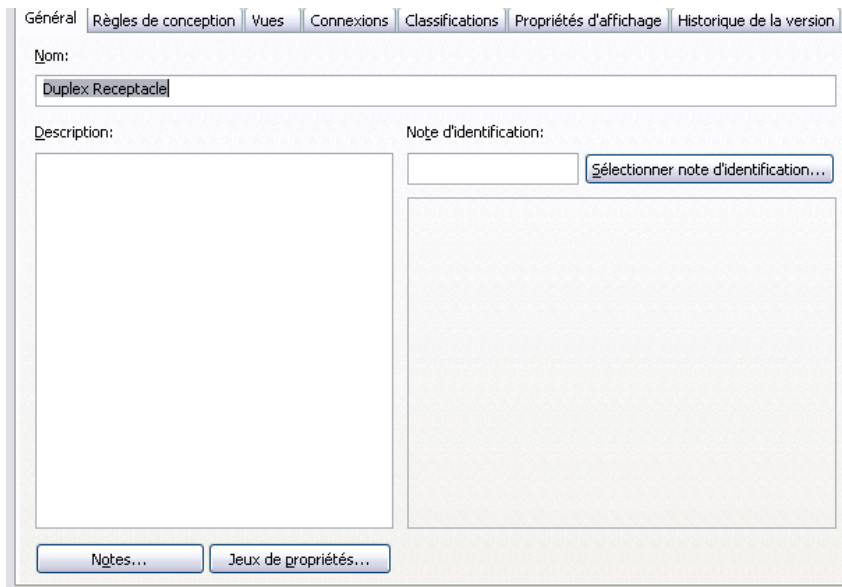 Général Règles de conception Vues Connexions Classifications Propriétés d'affichage Historique de la version
Nom:
Duplex Receptacle
Description:
Note d'identification:
Sélectionner note d'identification...
Notes... Jeux de propriétés...